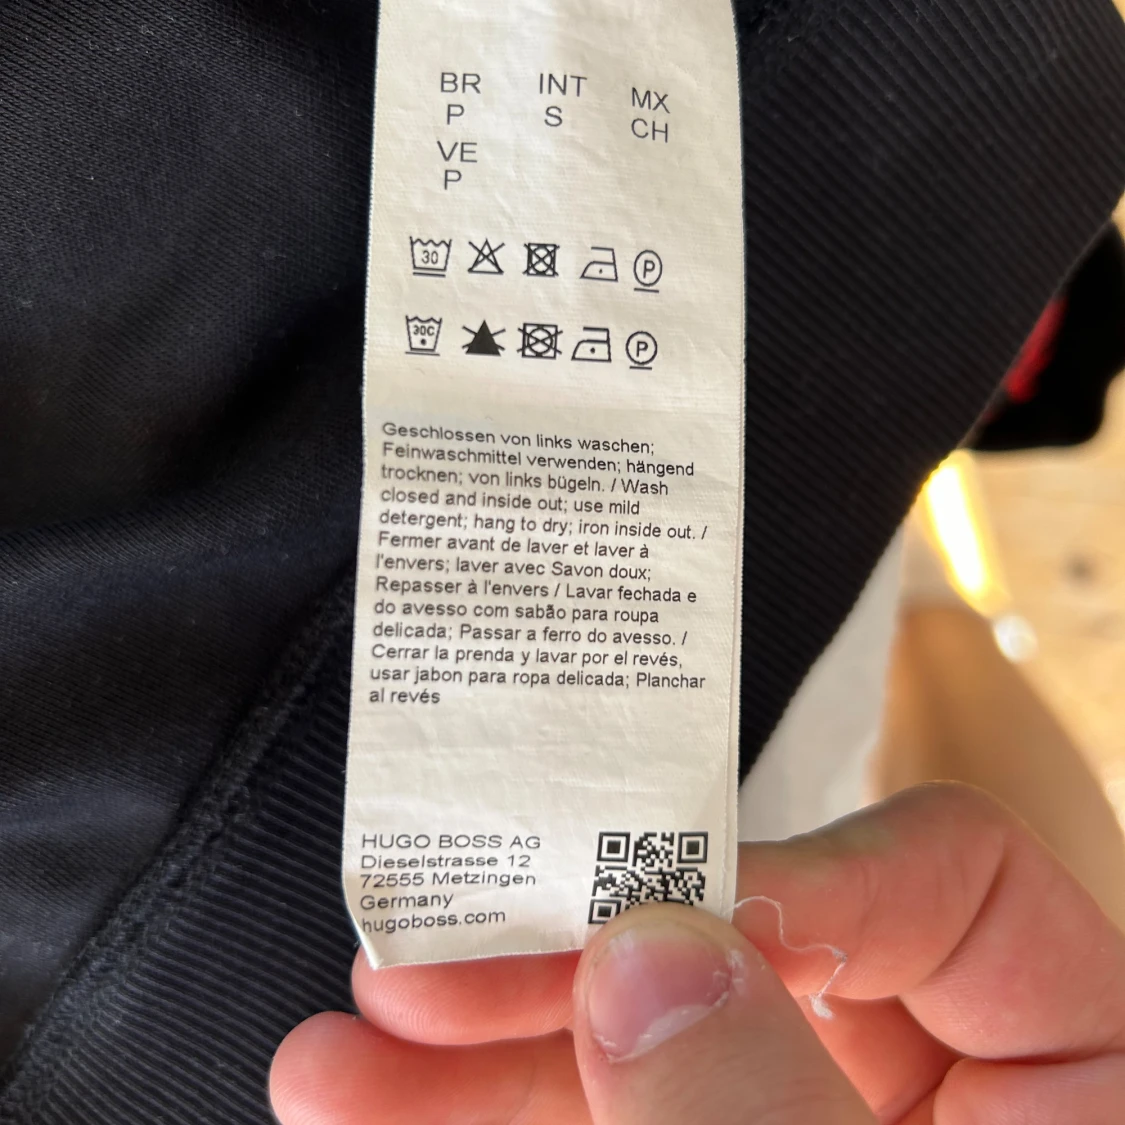 BR INT MX
P S CH
VE
P
30 P
30C P
Geschlossen von links waschen;
Feinwaschmittel verwenden; hängend
trocknen; von links bügeln. / Wash
closed and inside out; use mild
detergent; hang to dry; iron inside out. /
Fermer avant de laver et laver à
l'envers; laver avec Savon doux;
Repasser à l'envers / Lavar fechada e
do avesso com sabão para roupa
delicada; Passar a ferro do avesso. /
Cerrar la prenda y lavar por el revés,
usar jabon para ropa delicada; Planchar
al revés
HUGO BOSS AG
Dieselstrasse 12
72555 Metzingen
Germany
hugoboss.com